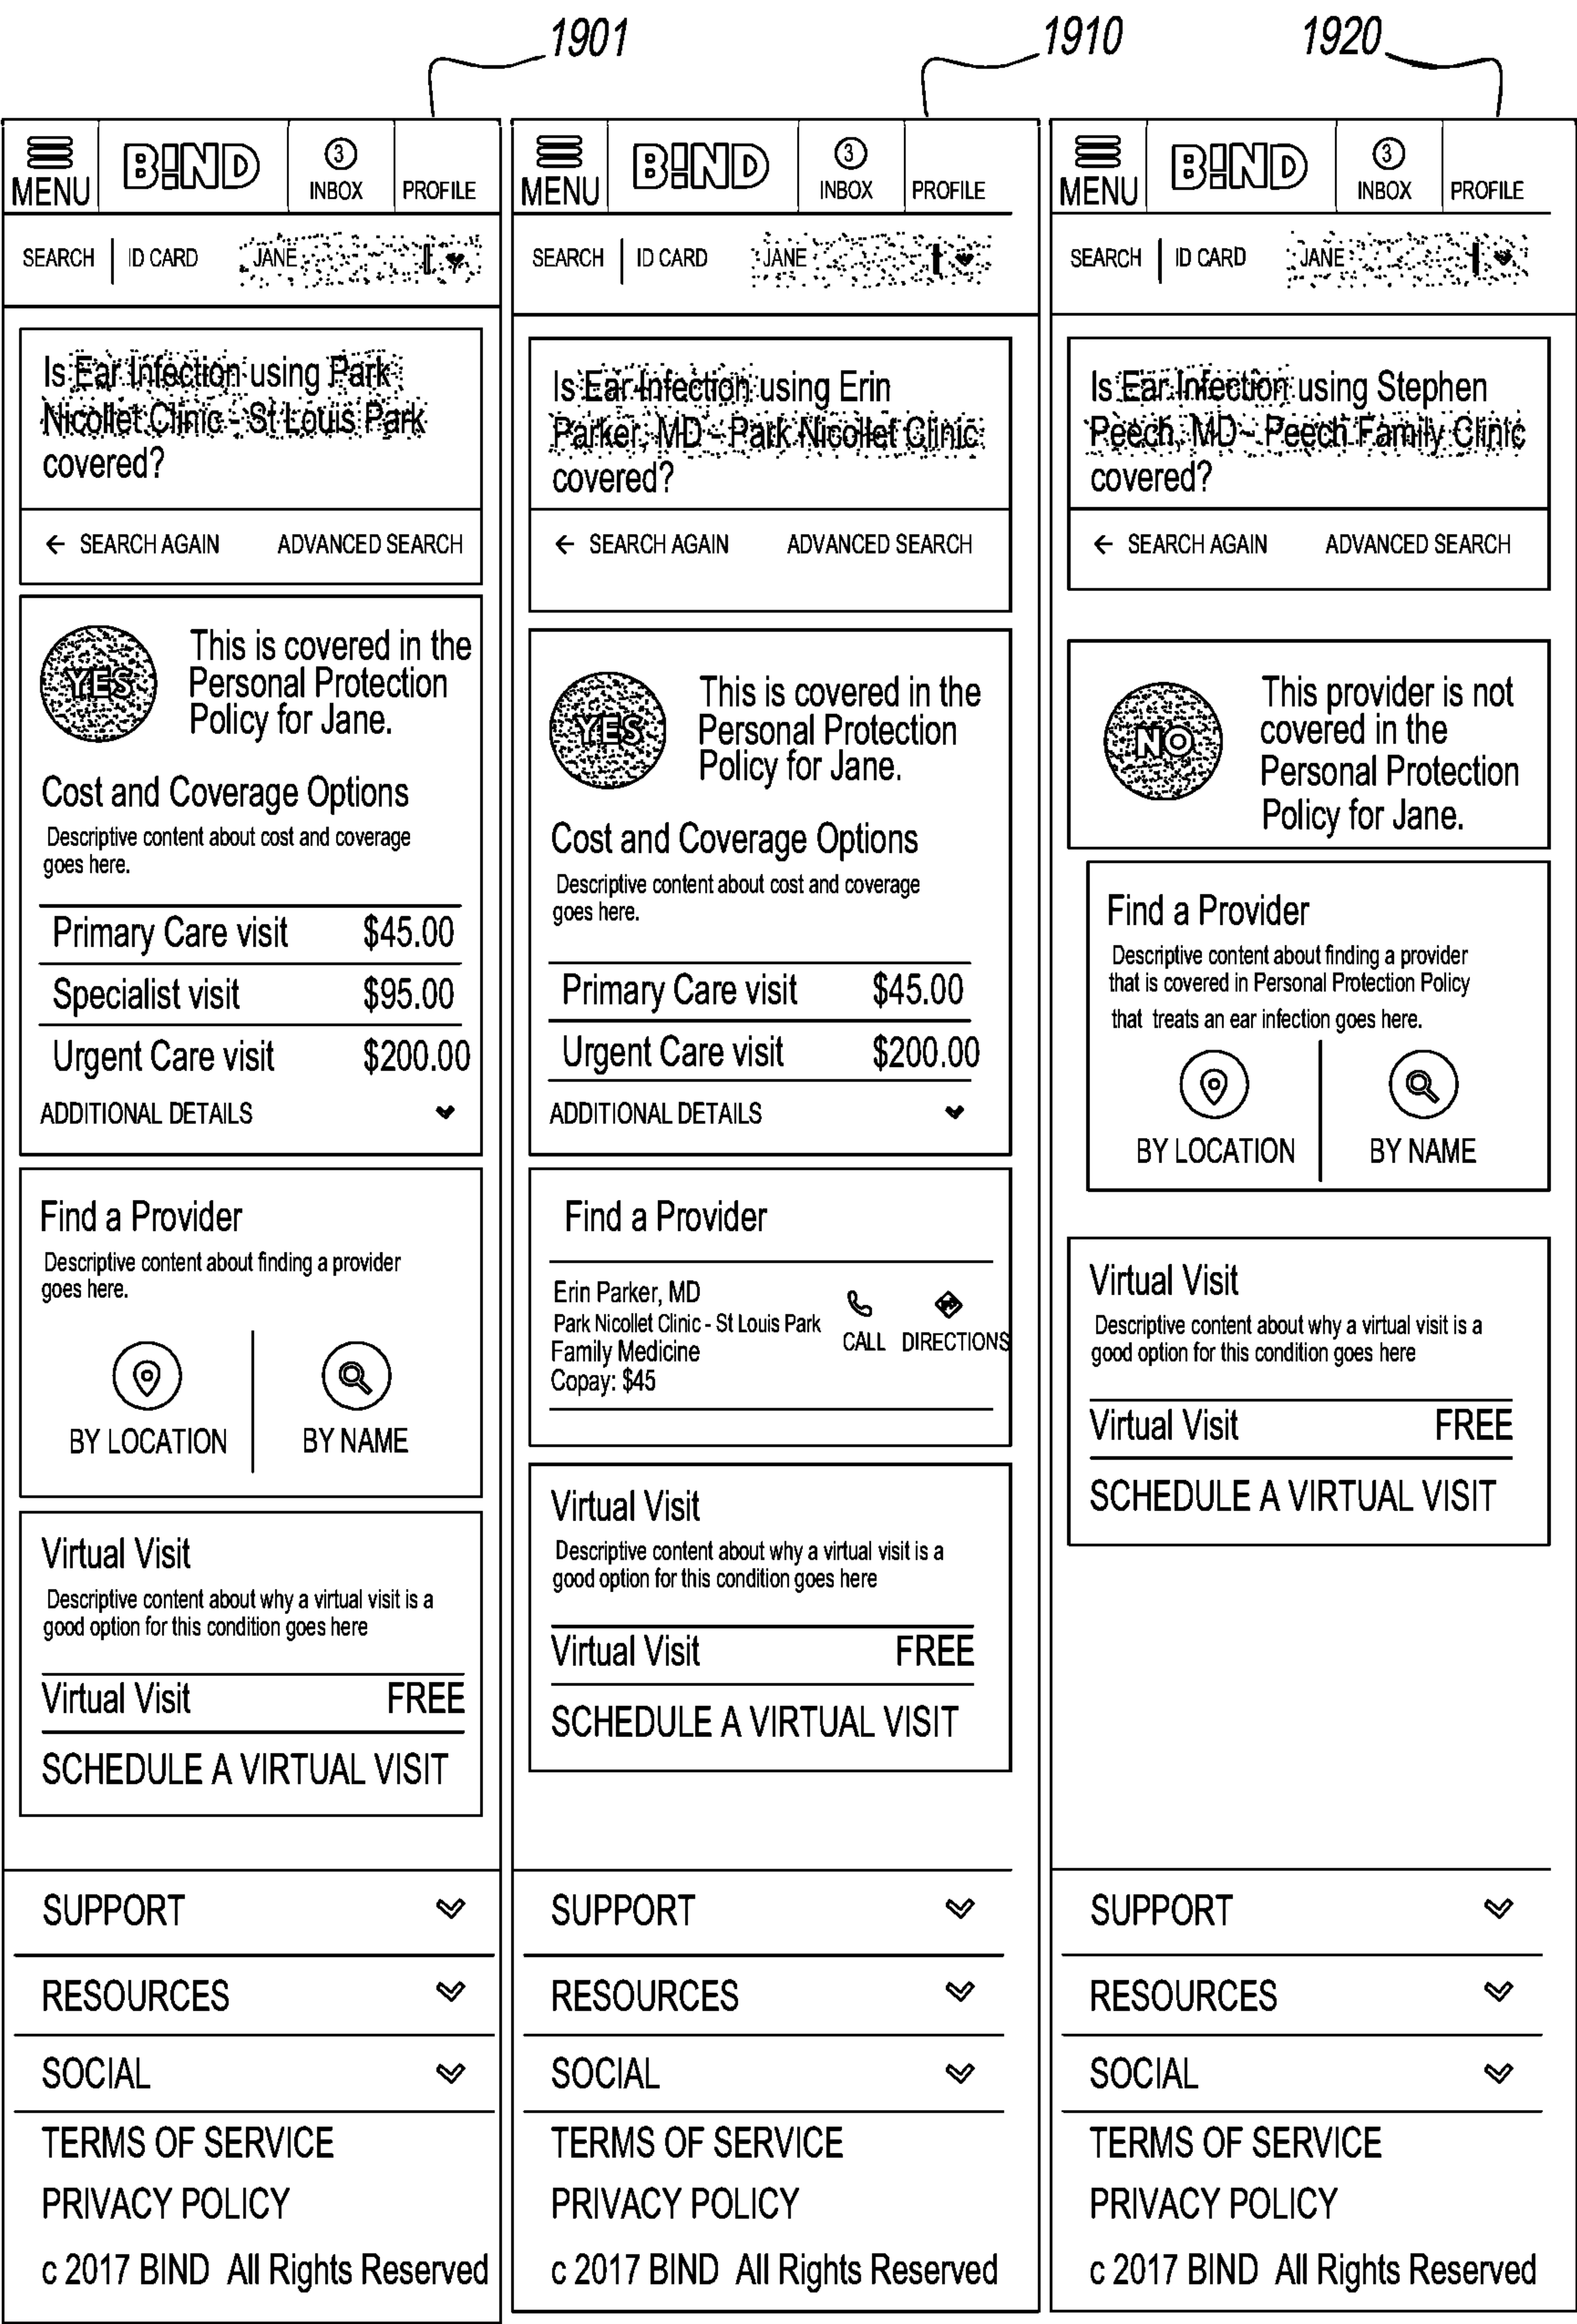 1901
1910
1920
MENU
B!ND
3
INBOX
PROFILE
SEARCH
ID CARD
JANE
Is Ear Infection using Park
Nicollet Clinic - St Louis Park
covered?
← SEARCH AGAIN
ADVANCED SEARCH
YES
This is covered in the
Personal Protection
Policy for Jane.
Cost and Coverage Options
Descriptive content about cost and coverage
goes here.
Primary Care visit $45.00
Specialist visit $95.00
Urgent Care visit $200.00
ADDITIONAL DETAILS
Find a Provider
Descriptive content about finding a provider
goes here.
BY LOCATION
BY NAME
Virtual Visit
Descriptive content about why a virtual visit is a
good option for this condition goes here
Virtual Visit FREE
SCHEDULE A VIRTUAL VISIT
SUPPORT
RESOURCES
SOCIAL
TERMS OF SERVICE
PRIVACY POLICY
c 2017 BIND All Rights Reserved
MENU
B!ND
3
INBOX
PROFILE
SEARCH
ID CARD
JANE
Is Ear Infection using Erin
Parker, MD - Park Nicollet Clinic
covered?
← SEARCH AGAIN
ADVANCED SEARCH
YES
This is covered in the
Personal Protection
Policy for Jane.
Cost and Coverage Options
Descriptive content about cost and coverage
goes here.
Primary Care visit $45.00
Urgent Care visit $200.00
ADDITIONAL DETAILS
Find a Provider
Erin Parker, MD
Park Nicollet Clinic - St Louis Park
Family Medicine
Copay: $45
CALL
DIRECTIONS
Virtual Visit
Descriptive content about why a virtual visit is a
good option for this condition goes here
Virtual Visit FREE
SCHEDULE A VIRTUAL VISIT
SUPPORT
RESOURCES
SOCIAL
TERMS OF SERVICE
PRIVACY POLICY
c 2017 BIND All Rights Reserved
MENU
B!ND
3
INBOX
PROFILE
SEARCH
ID CARD
JANE
Is Ear Infection using Stephen
Peech, MD - Peech Family Clinic
covered?
← SEARCH AGAIN
ADVANCED SEARCH
NO
This provider is not
covered in the
Personal Protection
Policy for Jane.
Find a Provider
Descriptive content about finding a provider
that is covered in Personal Protection Policy
that treats an ear infection goes here.
BY LOCATION
BY NAME
Virtual Visit
Descriptive content about why a virtual visit is a
good option for this condition goes here
Virtual Visit FREE
SCHEDULE A VIRTUAL VISIT
SUPPORT
RESOURCES
SOCIAL
TERMS OF SERVICE
PRIVACY POLICY
c 2017 BIND All Rights Reserved